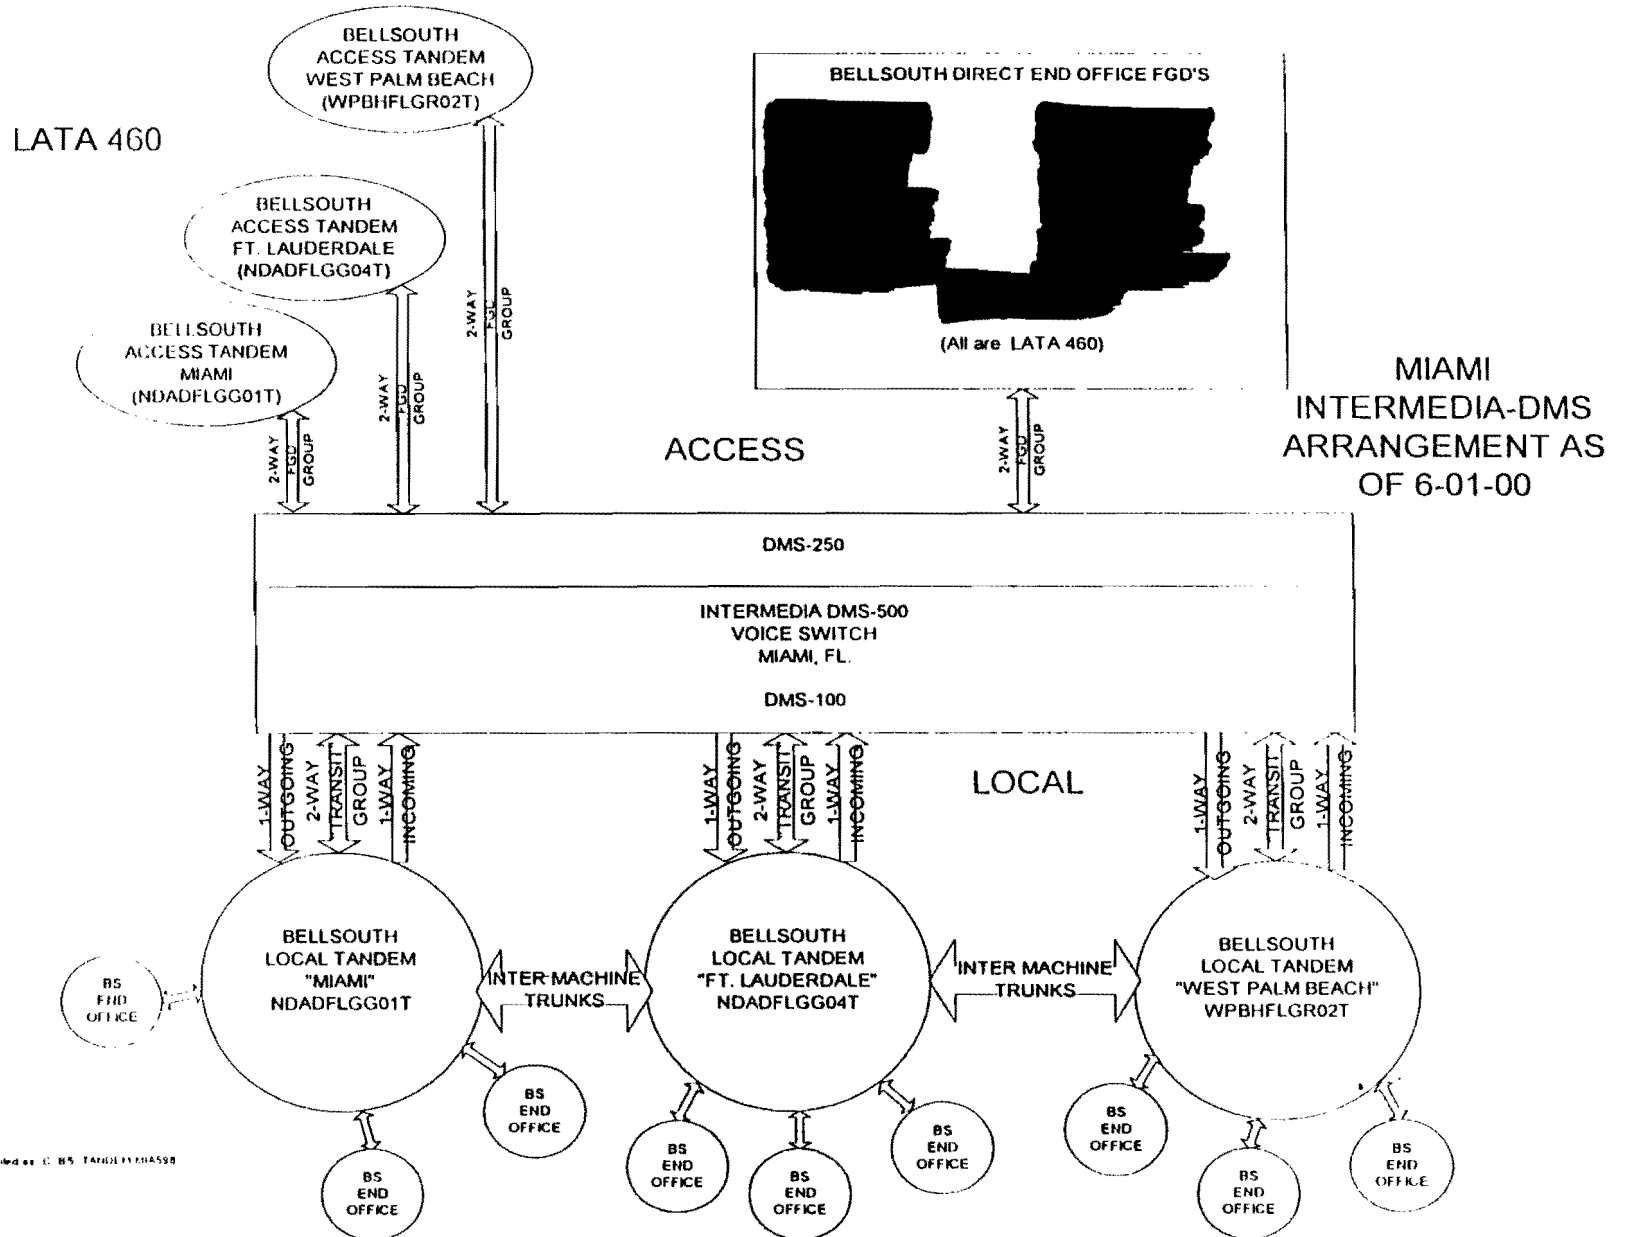 BELLSOUTH
ACCESS TANDEM
WEST PALM BEACH
(WPBHFLGR02T)
LATA 460
BELLSOUTH
ACCESS TANDEM
FT. LAUDERDALE
(NDADFLGG04T)
BELLSOUTH
ACCESS TANDEM
MIAMI
(NDADFLGG01T)
BELLSOUTH DIRECT END OFFICE FGD'S
(All are LATA 460)
MIAMI
INTERMEDIA-DMS
ARRANGEMENT AS
OF 6-01-00
2-WAY
FGD
GROUP
2-WAY
FGD
GROUP
2-WAY
FGD
GROUP
ACCESS
2-WAY
FGD
GROUP
DMS-250
INTERMEDIA DMS-500
VOICE SWITCH
MIAMI, FL.
DMS-100
1-WAY
OUTGOING
2-WAY
TRANSIT
GROUP
1-WAY
INCOMING
1-WAY
OUTGOING
2-WAY
TRANSIT
GROUP
1-WAY
INCOMING
LOCAL
1-WAY
OUTGOING
2-WAY
TRANSIT
GROUP
1-WAY
INCOMING
BELLSOUTH
LOCAL TANDEM
"MIAMI"
NDADFLGG01T
INTER MACHINE
TRUNKS
BELLSOUTH
LOCAL TANDEM
"FT. LAUDERDALE"
NDADFLGG04T
INTER MACHINE
TRUNKS
BELLSOUTH
LOCAL TANDEM
"WEST PALM BEACH"
WPBHFLGR02T
BS
END
OFFICE
BS
END
OFFICE
BS
END
OFFICE
BS
END
OFFICE
BS
END
OFFICE
BS
END
OFFICE
BS
END
OFFICE
BS
END
OFFICE
BS
END
OFFICE